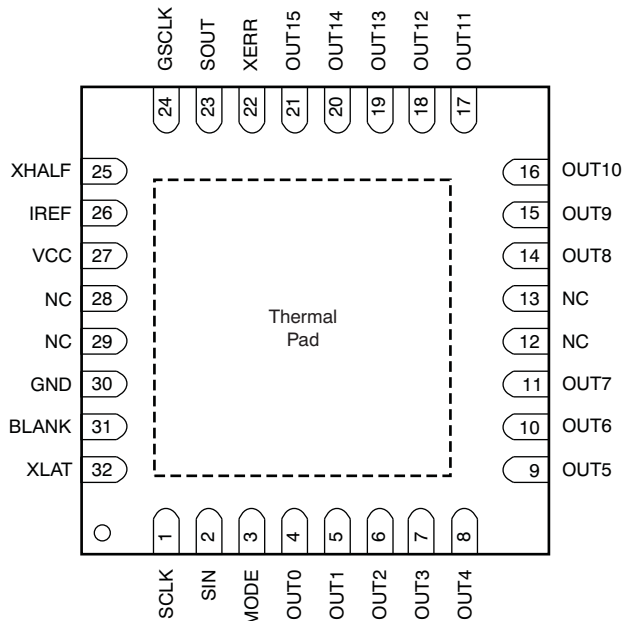 GSCLK
SOUT
XERR
OUT15
OUT14
OUT13
OUT12
OUT11
24
23
22
21
20
19
18
17
XHALF 25
IREF 26
VCC 27
NC 28
NC 29
GND 30
BLANK 31
XLAT 32
Thermal
Pad
16 OUT10
15 OUT9
14 OUT8
13 NC
12 NC
11 OUT7
10 OUT6
9 OUT5
1
2
3
4
5
6
7
8
SCLK
SIN
MODE
OUT0
OUT1
OUT2
OUT3
OUT4